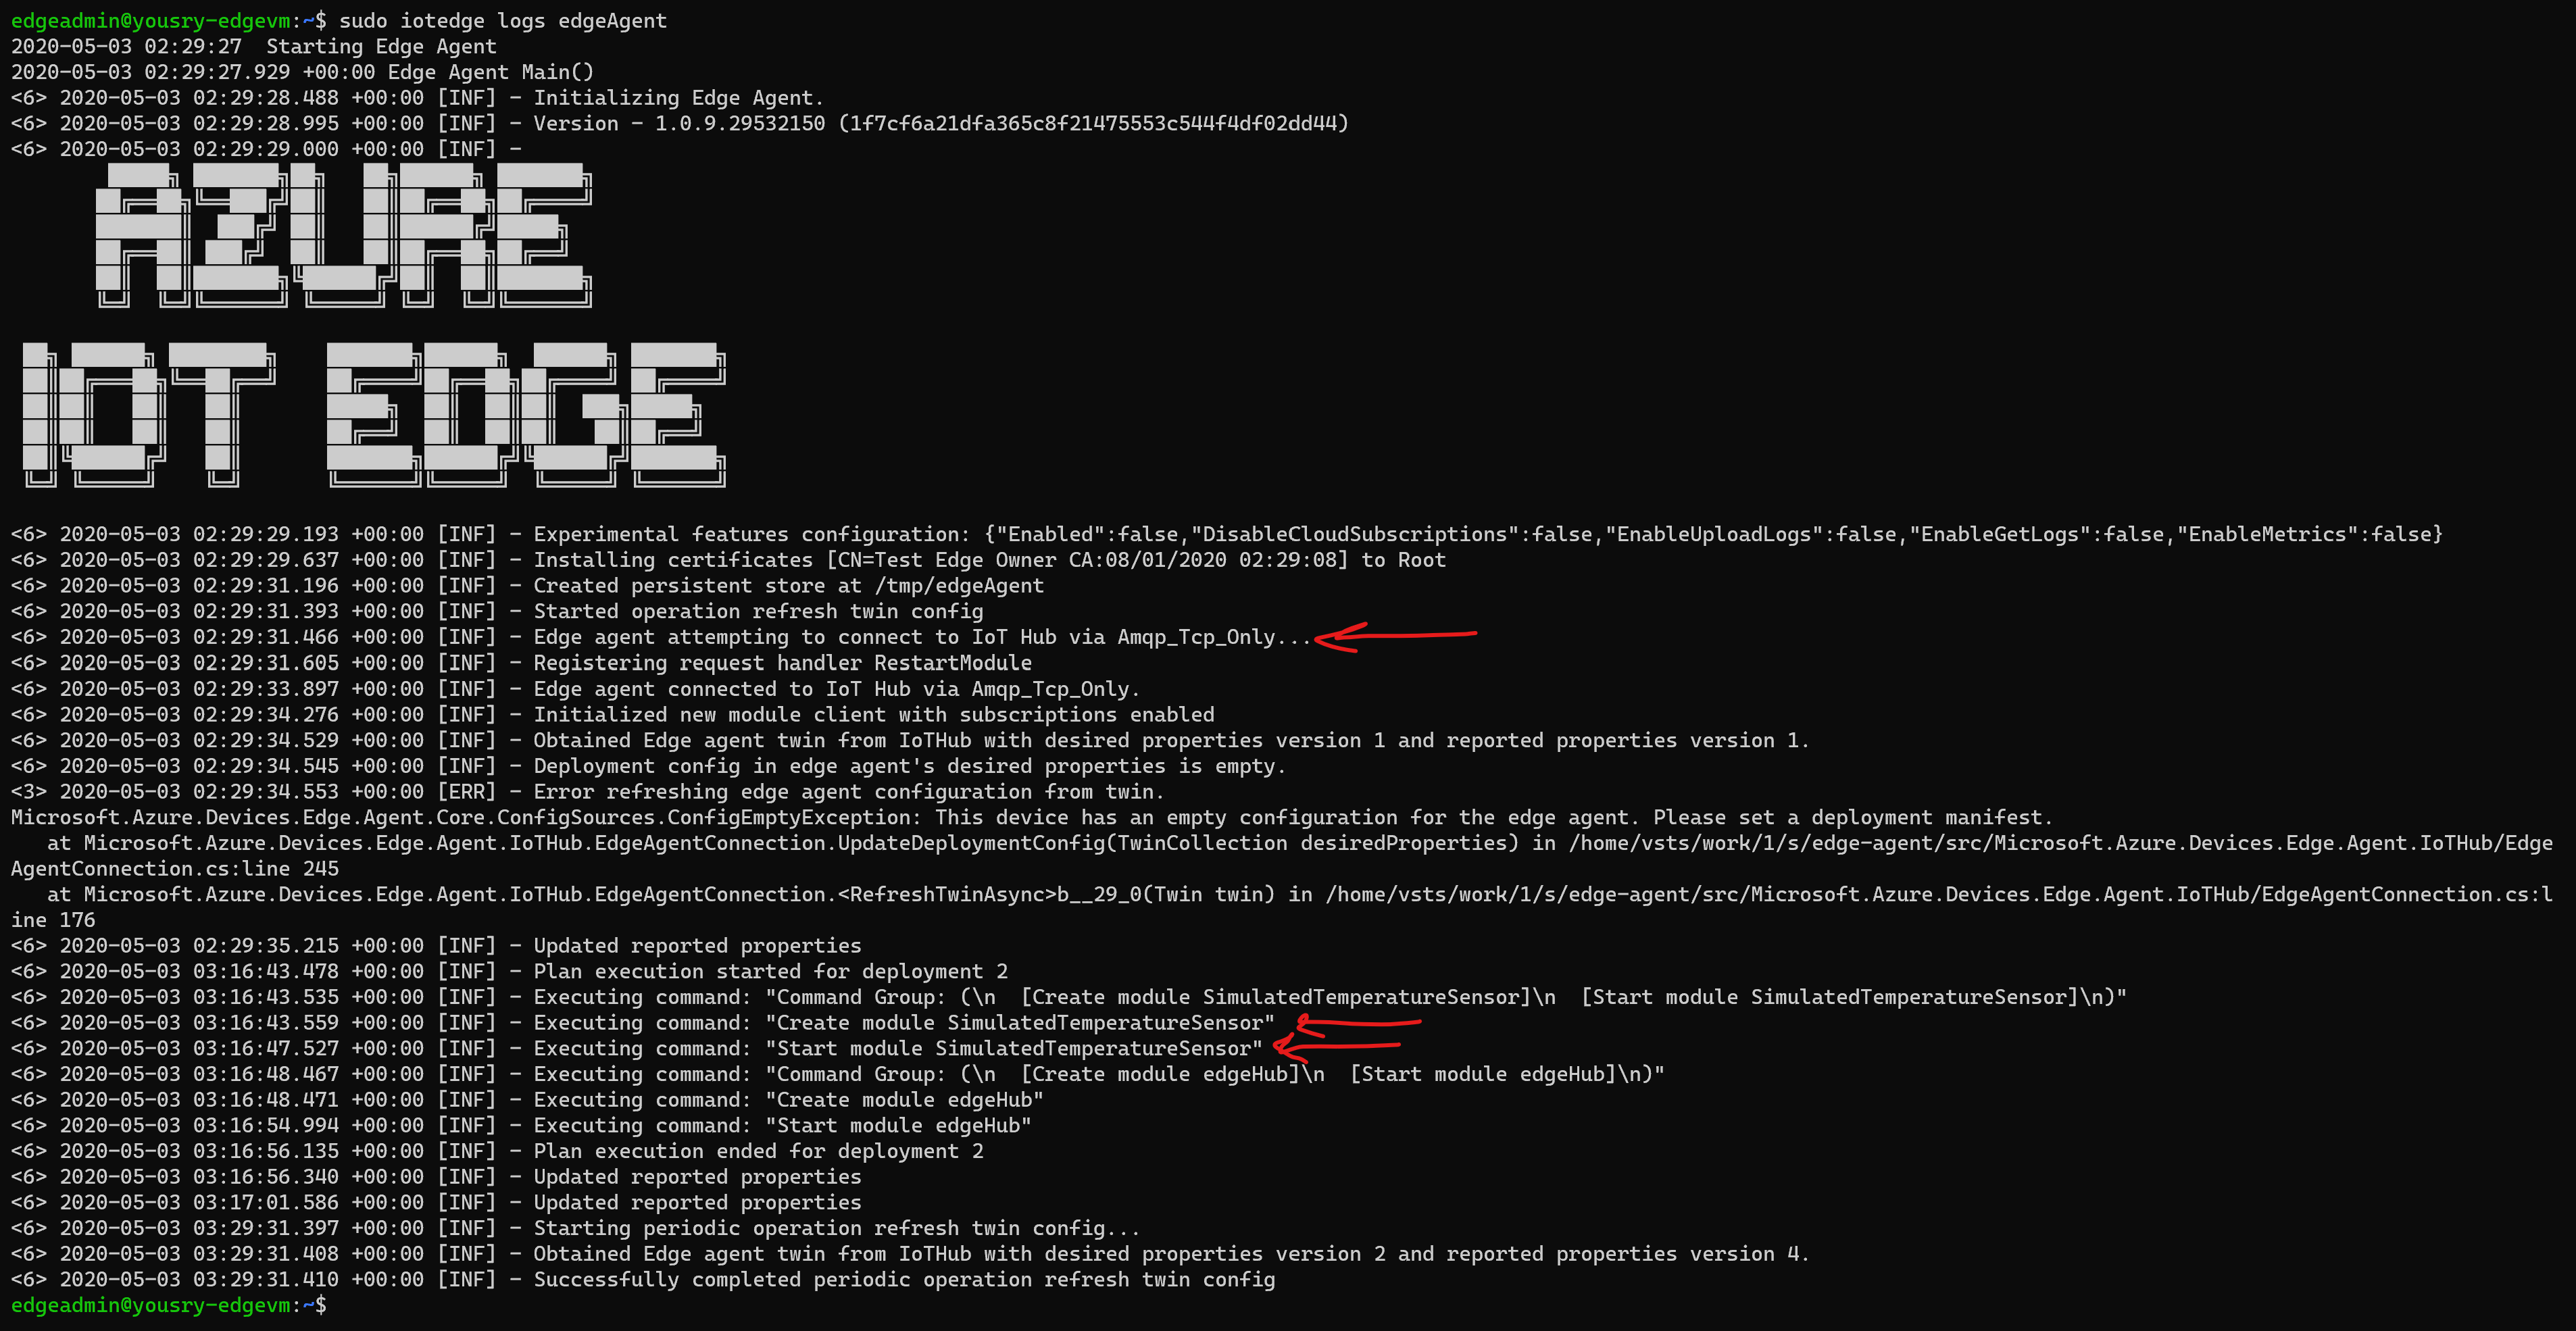 edgeadmin@yousry-edgevm:~$ sudo iotedge logs edgeAgent
2020-05-03 02:29:27  Starting Edge Agent
2020-05-03 02:29:27.929 +00:00 Edge Agent Main()
<6> 2020-05-03 02:29:28.488 +00:00 [INF] - Initializing Edge Agent.
<6> 2020-05-03 02:29:28.995 +00:00 [INF] - Version - 1.0.9.29532150 (1f7cf6a21dfa365c8f21475553c544f4df02dd44)
<6> 2020-05-03 02:29:29.000 +00:00 [INF] -
AZURE
IOT EDGE
<6> 2020-05-03 02:29:29.193 +00:00 [INF] - Experimental features configuration: {"Enabled":false,"DisableCloudSubscriptions":false,"EnableUploadLogs":false,"EnableGetLogs":false,"EnableMetrics":false}
<6> 2020-05-03 02:29:29.637 +00:00 [INF] - Installing certificates [CN=Test Edge Owner CA:08/01/2020 02:29:08] to Root
<6> 2020-05-03 02:29:31.196 +00:00 [INF] - Created persistent store at /tmp/edgeAgent
<6> 2020-05-03 02:29:31.393 +00:00 [INF] - Started operation refresh twin config
<6> 2020-05-03 02:29:31.466 +00:00 [INF] - Edge agent attempting to connect to IoT Hub via Amqp_Tcp_Only...
<6> 2020-05-03 02:29:31.605 +00:00 [INF] - Registering request handler RestartModule
<6> 2020-05-03 02:29:33.897 +00:00 [INF] - Edge agent connected to IoT Hub via Amqp_Tcp_Only.
<6> 2020-05-03 02:29:34.276 +00:00 [INF] - Initialized new module client with subscriptions enabled
<6> 2020-05-03 02:29:34.529 +00:00 [INF] - Obtained Edge agent twin from IoTHub with desired properties version 1 and reported properties version 1.
<6> 2020-05-03 02:29:34.545 +00:00 [INF] - Deployment config in edge agent's desired properties is empty.
<3> 2020-05-03 02:29:34.553 +00:00 [ERR] - Error refreshing edge agent configuration from twin.
Microsoft.Azure.Devices.Edge.Agent.Core.ConfigSources.ConfigEmptyException: This device has an empty configuration for the edge agent. Please set a deployment manifest.
   at Microsoft.Azure.Devices.Edge.Agent.IoTHub.EdgeAgentConnection.UpdateDeploymentConfig(TwinCollection desiredProperties) in /home/vsts/work/1/s/edge-agent/src/Microsoft.Azure.Devices.Edge.Agent.IoTHub/Edge
AgentConnection.cs:line 245
   at Microsoft.Azure.Devices.Edge.Agent.IoTHub.EdgeAgentConnection.<RefreshTwinAsync>b__29_0(Twin twin) in /home/vsts/work/1/s/edge-agent/src/Microsoft.Azure.Devices.Edge.Agent.IoTHub/EdgeAgentConnection.cs:l
ine 176
<6> 2020-05-03 02:29:35.215 +00:00 [INF] - Updated reported properties
<6> 2020-05-03 03:16:43.478 +00:00 [INF] - Plan execution started for deployment 2
<6> 2020-05-03 03:16:43.535 +00:00 [INF] - Executing command: "Command Group: (\n  [Create module SimulatedTemperatureSensor]\n  [Start module SimulatedTemperatureSensor]\n)"
<6> 2020-05-03 03:16:43.559 +00:00 [INF] - Executing command: "Create module SimulatedTemperatureSensor"
<6> 2020-05-03 03:16:47.527 +00:00 [INF] - Executing command: "Start module SimulatedTemperatureSensor"
<6> 2020-05-03 03:16:48.467 +00:00 [INF] - Executing command: "Command Group: (\n  [Create module edgeHub]\n  [Start module edgeHub]\n)"
<6> 2020-05-03 03:16:48.471 +00:00 [INF] - Executing command: "Create module edgeHub"
<6> 2020-05-03 03:16:54.994 +00:00 [INF] - Executing command: "Start module edgeHub"
<6> 2020-05-03 03:16:56.135 +00:00 [INF] - Plan execution ended for deployment 2
<6> 2020-05-03 03:16:56.340 +00:00 [INF] - Updated reported properties
<6> 2020-05-03 03:17:01.586 +00:00 [INF] - Updated reported properties
<6> 2020-05-03 03:29:31.397 +00:00 [INF] - Starting periodic operation refresh twin config...
<6> 2020-05-03 03:29:31.408 +00:00 [INF] - Obtained Edge agent twin from IoTHub with desired properties version 2 and reported properties version 4.
<6> 2020-05-03 03:29:31.410 +00:00 [INF] - Successfully completed periodic operation refresh twin config
edgeadmin@yousry-edgevm:~$